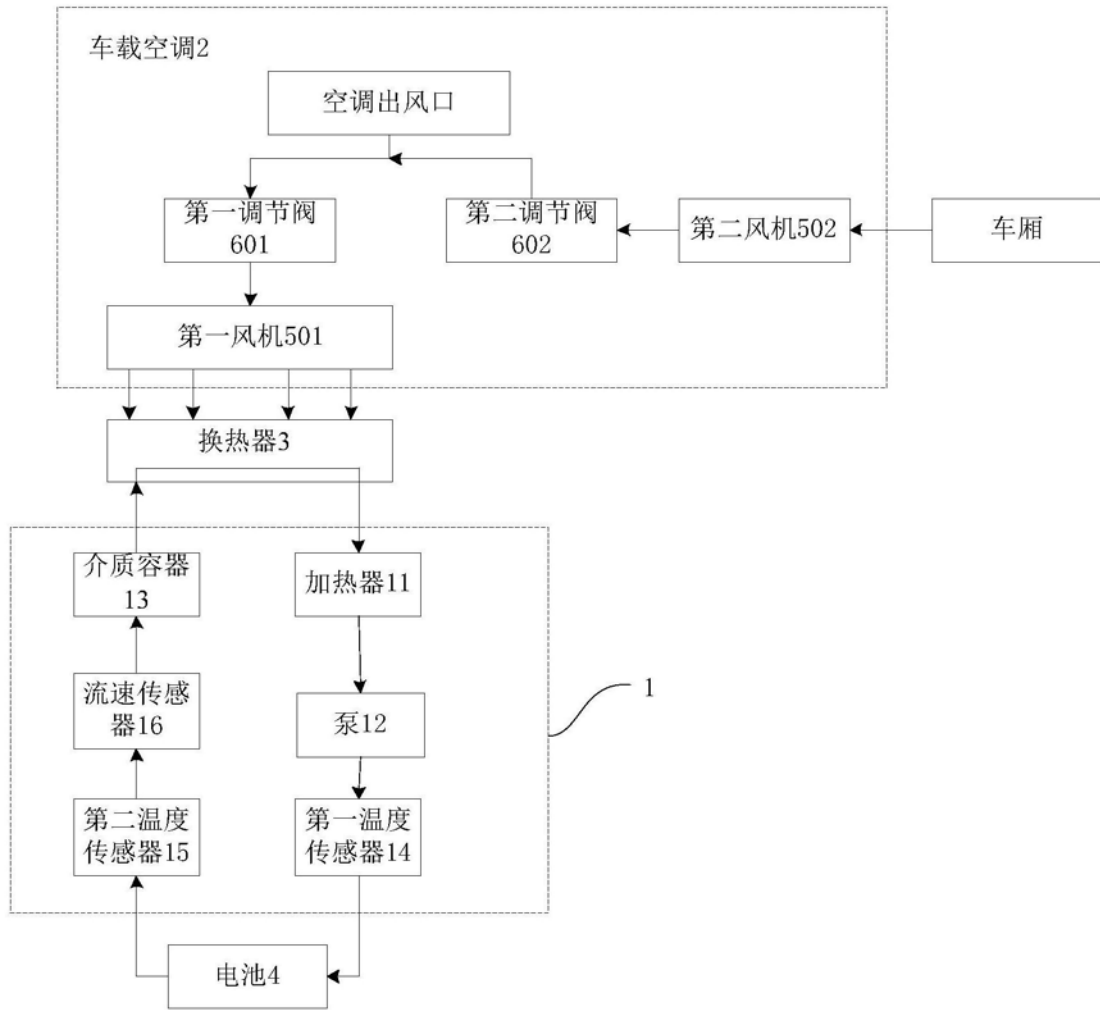 车载空调2
空调出风口
第一调节阀
601
第二调节阀
602
第二风机502
车厢
第一风机501
换热器3
介质容器
13
加热器11
流速传感
器16
泵12
1
第二温度
传感器15
第一温度
传感器14
电池4